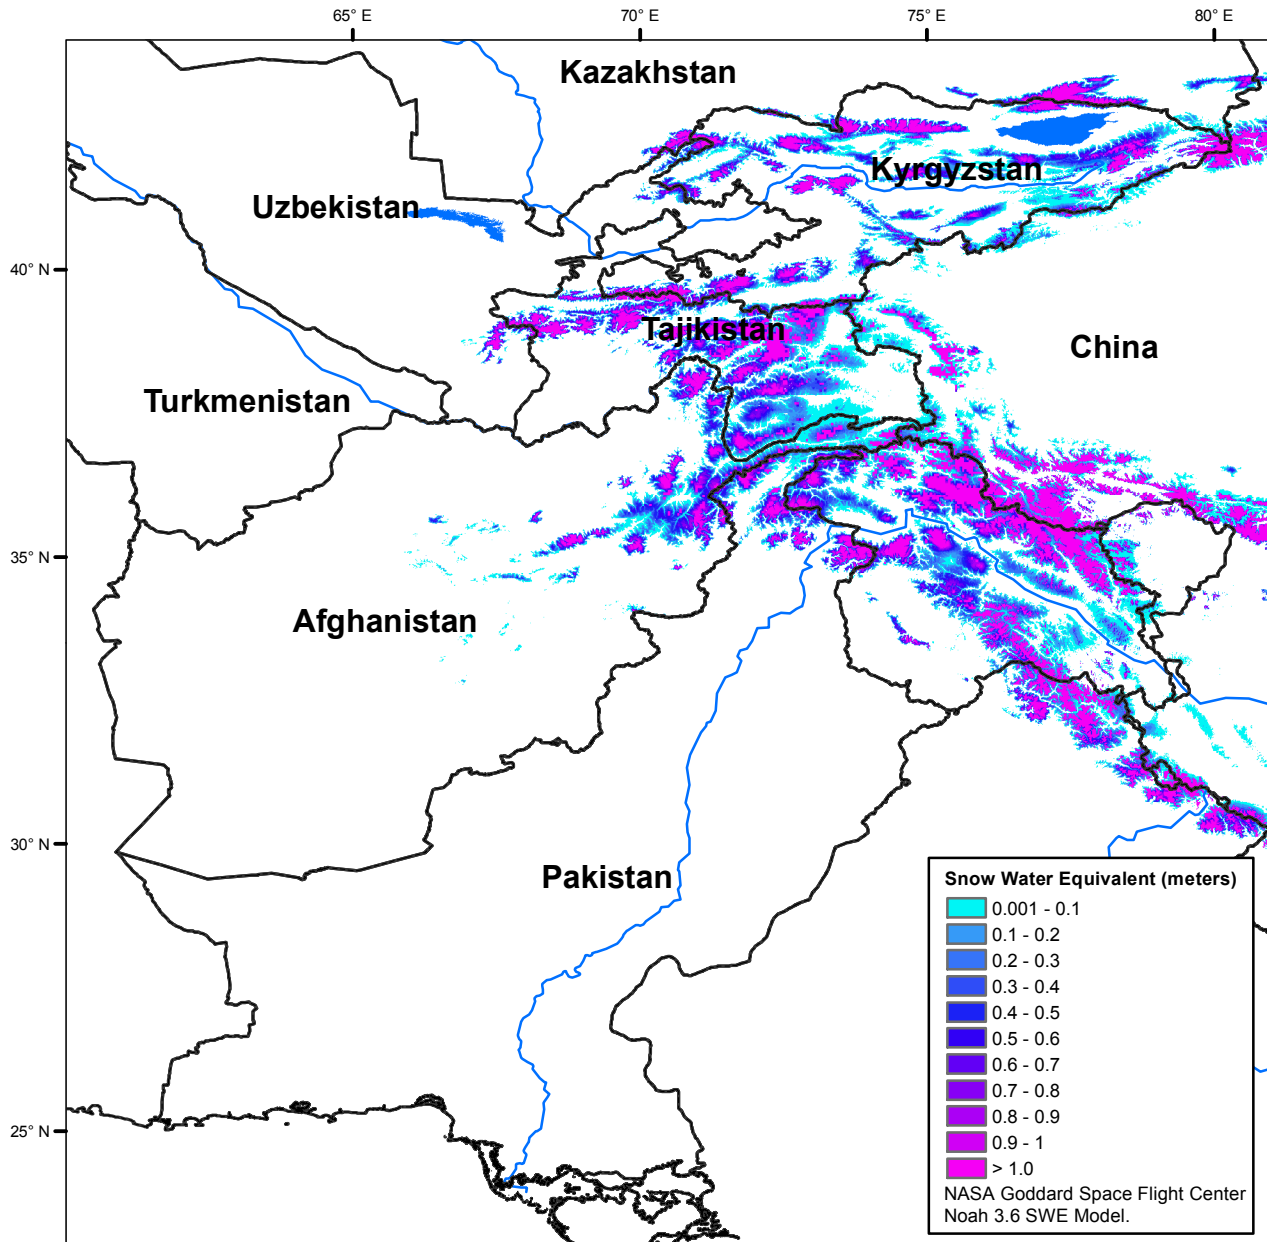 65° E
70° E
75° E
80° E
Kazakhstan
Kyrgyzstan
Uzbekistan
40° N
Tajikistan
China
Turkmenistan
35° N
Afghanistan
30° N
Pakistan
25° N
Snow Water Equivalent (meters)
0.001 - 0.1
0.1 - 0.2
0.2 - 0.3
0.3 - 0.4
0.4 - 0.5
0.5 - 0.6
0.6 - 0.7
0.7 - 0.8
0.8 - 0.9
0.9 - 1
> 1.0
NASA Goddard Space Flight Center
Noah 3.6 SWE Model.